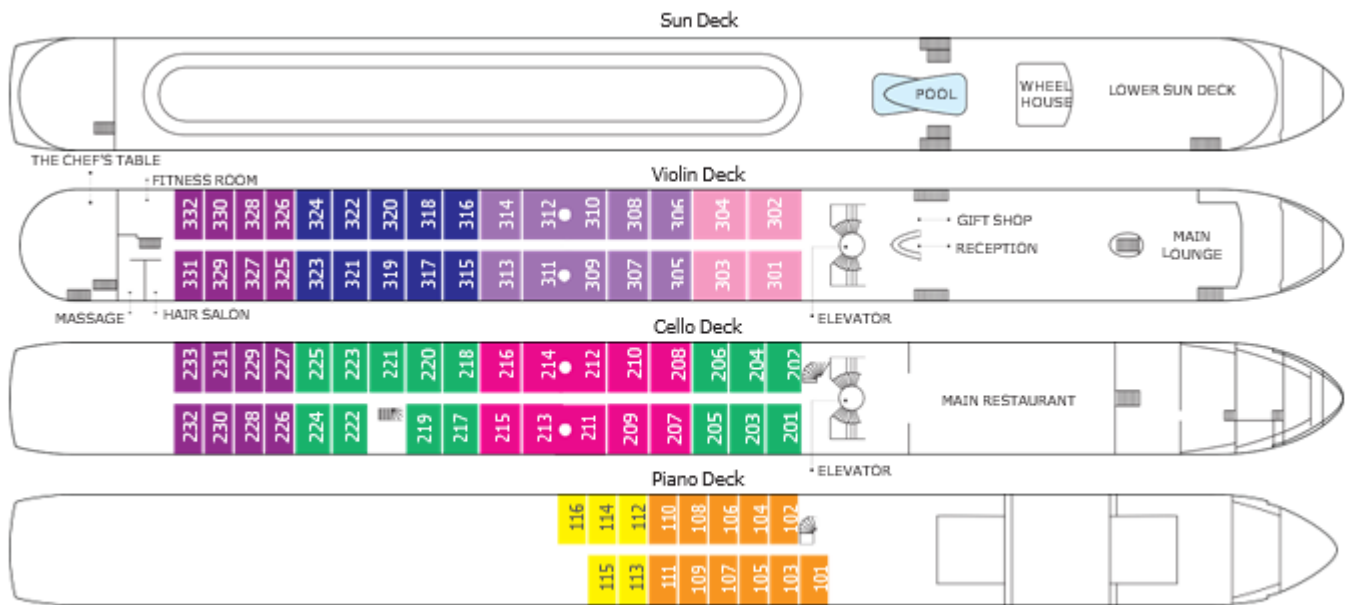 Sun Deck
POOL
WHEEL
HOUSE
LOWER SUN DECK
THE CHEF'S TABLE
FITNESS ROOM
Violin Deck
332 330 328 326 324 322 320 318 316 314 312 310 308 306 304 302
GIFT SHOP
RECEPTION
MAIN
LOUNGE
331 329 327 325 323 321 319 317 315 313 311 309 307 305 303 301
MASSAGE
HAIR SALON
ELEVATOR
Cello Deck
233 231 229 227 225 223 221 220 218 216 214 212 210 208 206 204 202
MAIN RESTAURANT
232 230 228 226 224 222 219 217 215 213 211 209 207 205 203 201
ELEVATOR
Piano Deck
116 114 112 110 108 106 104 102
115 113 111 109 107 105 103 101